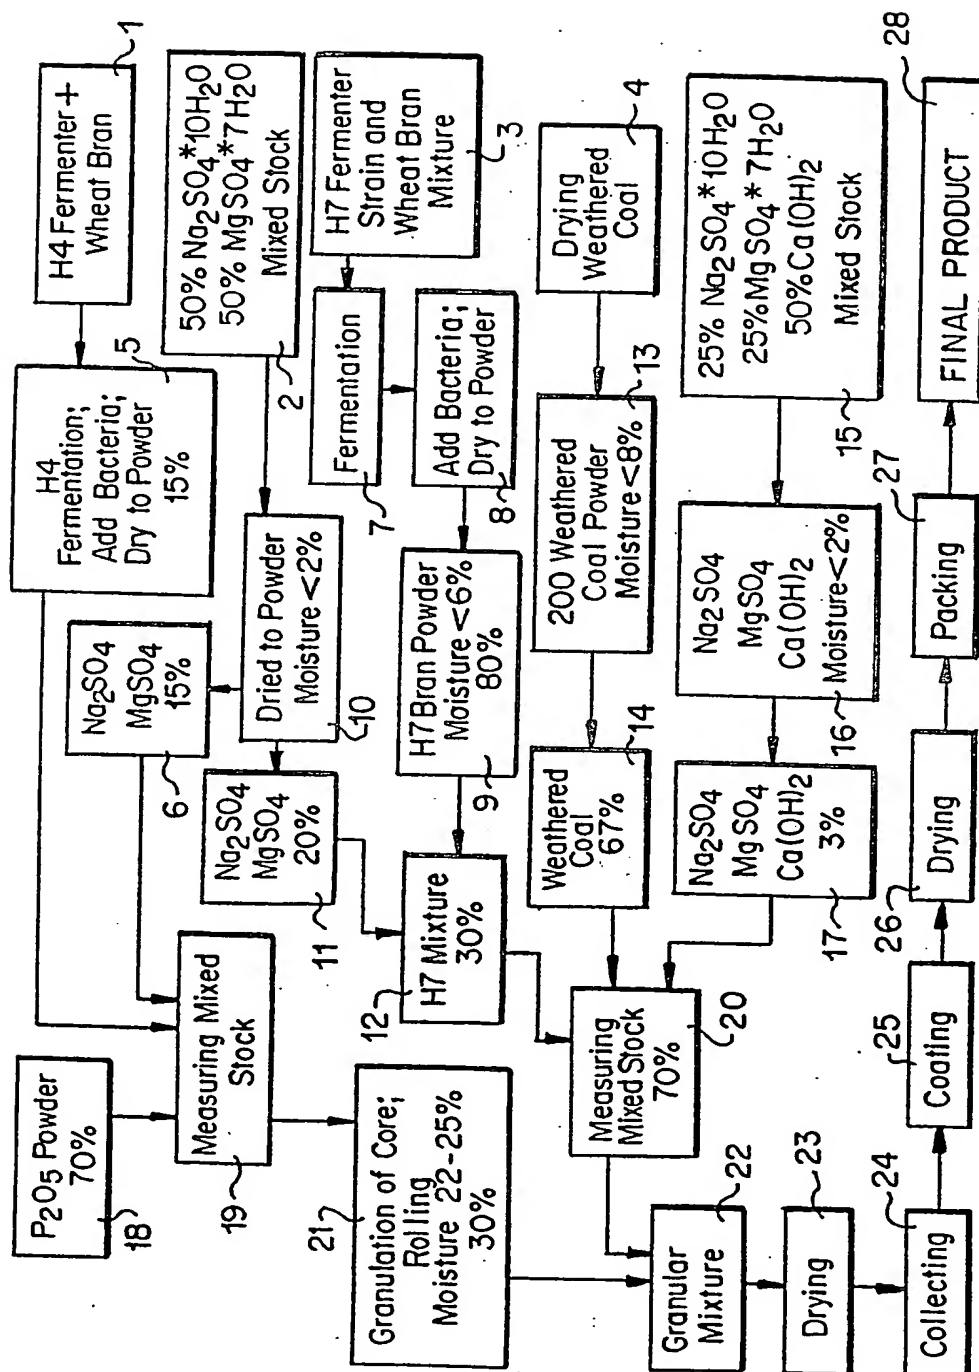 H4 Fermenter +
Wheat Bran
1
50% Na2SO4*10H2O
50% MgSO4*7H2O
Mixed Stock
2
H7 Fermenter
Strain and
Wheat Bran
Mixture
3
Drying
Weathered
Coal
4
25% Na2SO4*10H2O
25% MgSO4*7H2O
50% Ca(OH)2
Mixed Stock
15
FINAL PRODUCT
28
H4
Fermentation;
Add Bacteria;
Dry to Powder
15%
5
Fermentation
7
Add Bacteria;
Dry to Powder
8
200 Weathered
Coal Powder
Moisture <8%
13
Na2SO4
MgSO4
Ca(OH)2
Moisture <2%
16
Packing
27
Na2SO4
MgSO4
15%
6
Dried to Powder
Moisture <2%
10
H7 Bran Powder
Moisture <6%
80%
9
Weathered
Coal
67%
14
Na2SO4
MgSO4
Ca(OH)2
3%
17
Drying
26
Na2SO4
MgSO4
20%
11
H7 Mixture
30%
12
P2O5 Powder
70%
18
Measuring Mixed
Stock
19
Measuring
Mixed Stock
70%
20
Coating
25
Granulation of Core;
Rolling
Moisture 22-25%
30%
21
Granular
Mixture
22
Drying
23
Collecting
24